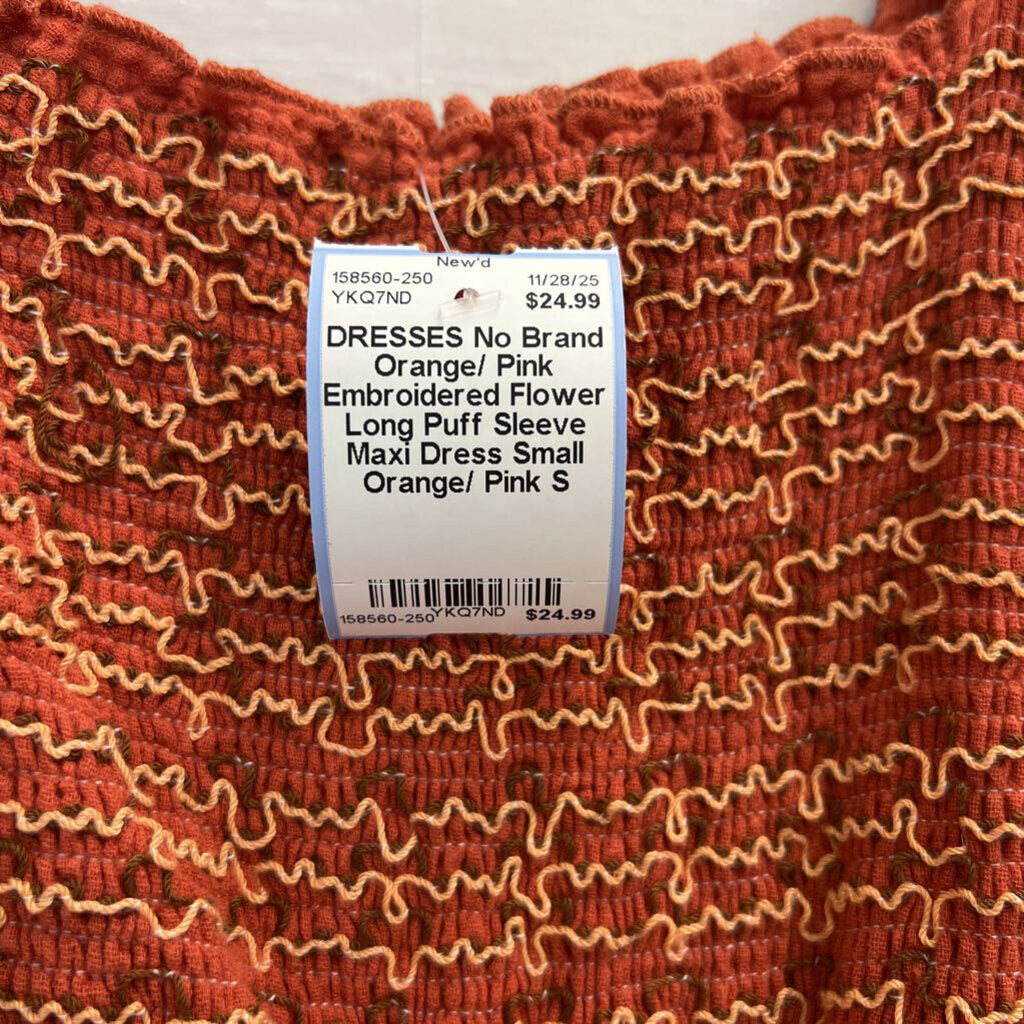 New'd
158560-250 11/28/25
YKQ7ND $24.99
DRESSES No Brand
Orange/ Pink
Embroidered Flower
Long Puff Sleeve
Maxi Dress Small
Orange/ Pink S
158560-250 YKQ7ND $24.99